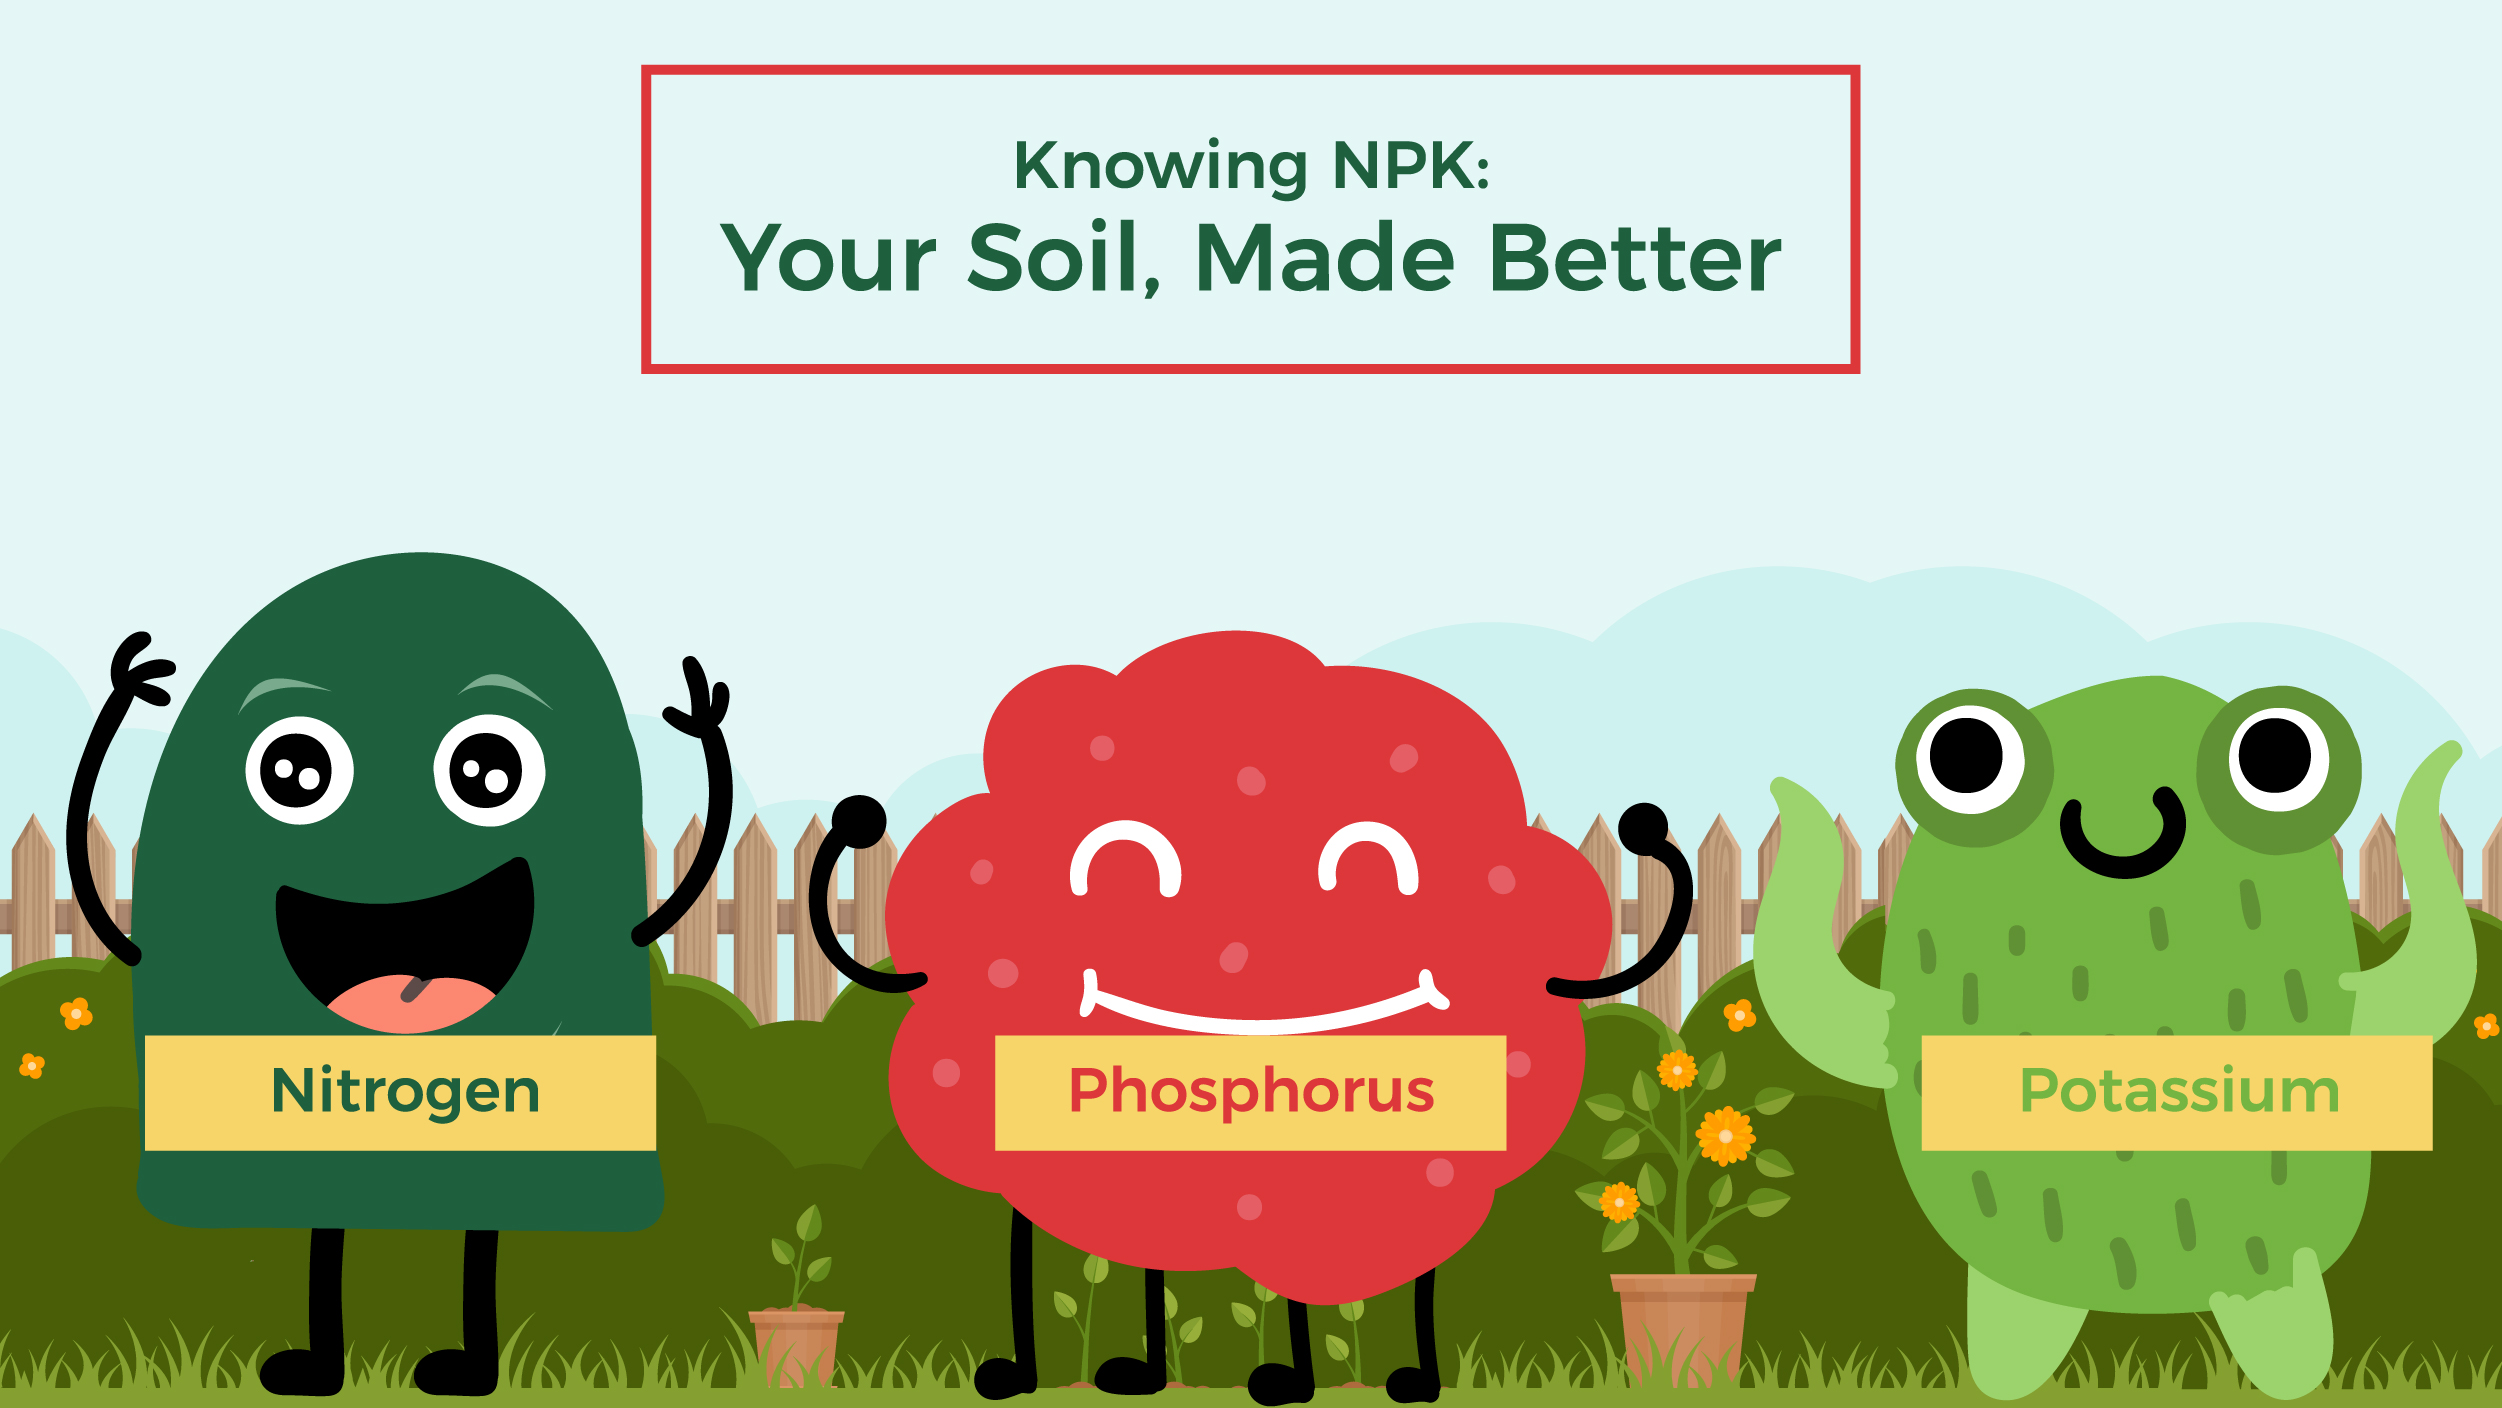 Knowing NPK:
Your Soil, Made Better
Nitrogen
Phosphorus
Potassium